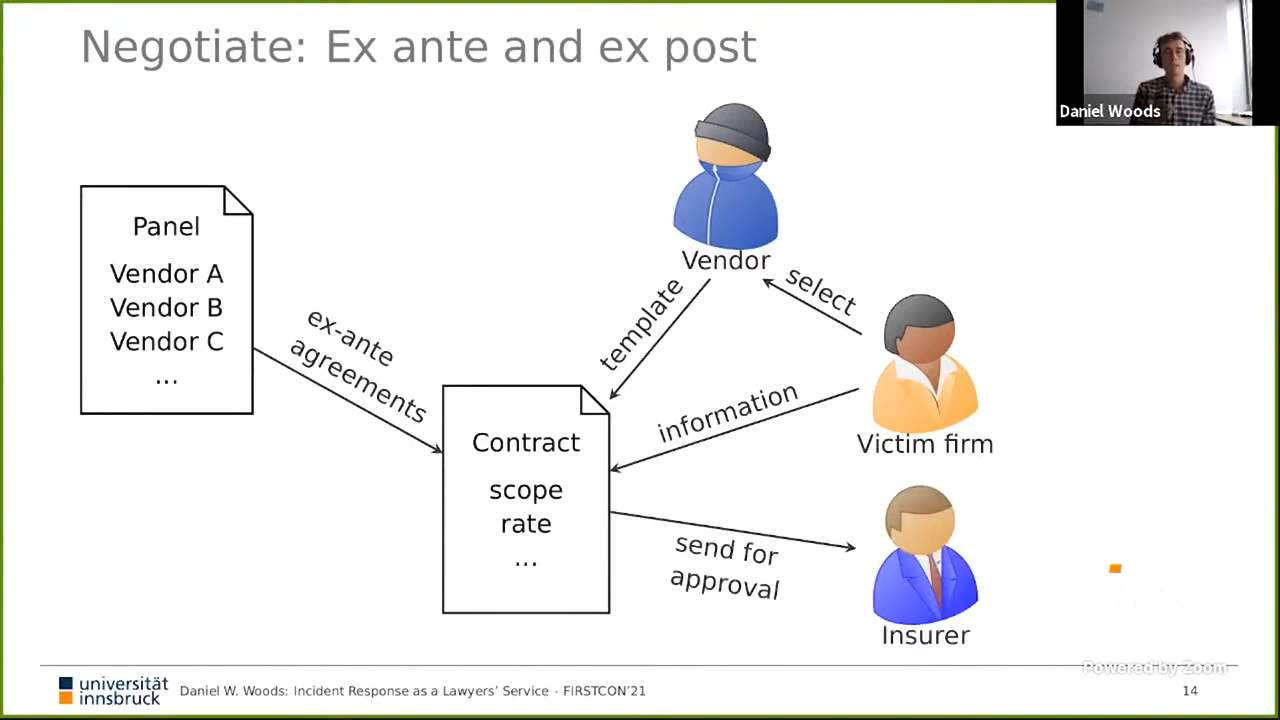 Negotiate: Ex ante and ex post
Daniel Woods
Panel
Vendor A
Vendor B
Vendor C
...
ex-ante
agreements
Vendor
select
template
information
Victim firm
Contract
scope
rate
...
send for
approval
Insurer
Powered by Zoom
universität
innsbruck
Daniel W. Woods: Incident Response as a Lawyers' Service · FIRSTCON'21
14